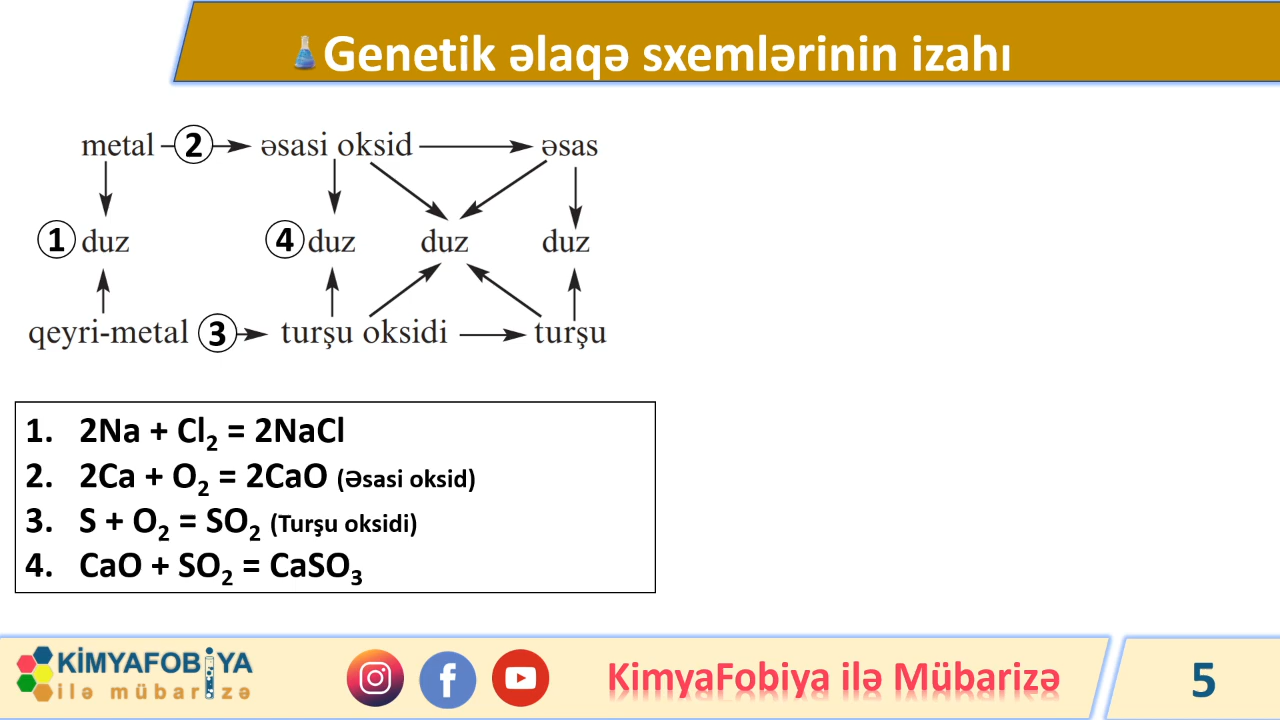 Genetik əlaqə sxemlərinin izahı
metal 2 əsasi oksid əsas
1 duz 4 duz duz duz
qeyri-metal 3 turşu oksidi turşu
1. 2Na + Cl₂ = 2NaCl
2. 2Ca + O₂ = 2CaO (Əsasi oksid)
3. S + O₂ = SO₂ (Turşu oksidi)
4. CaO + SO₂ = CaSO₃
KİMYAFOBİYA
ilə mübarizə
KimyaFobiya ilə Mübarizə
5